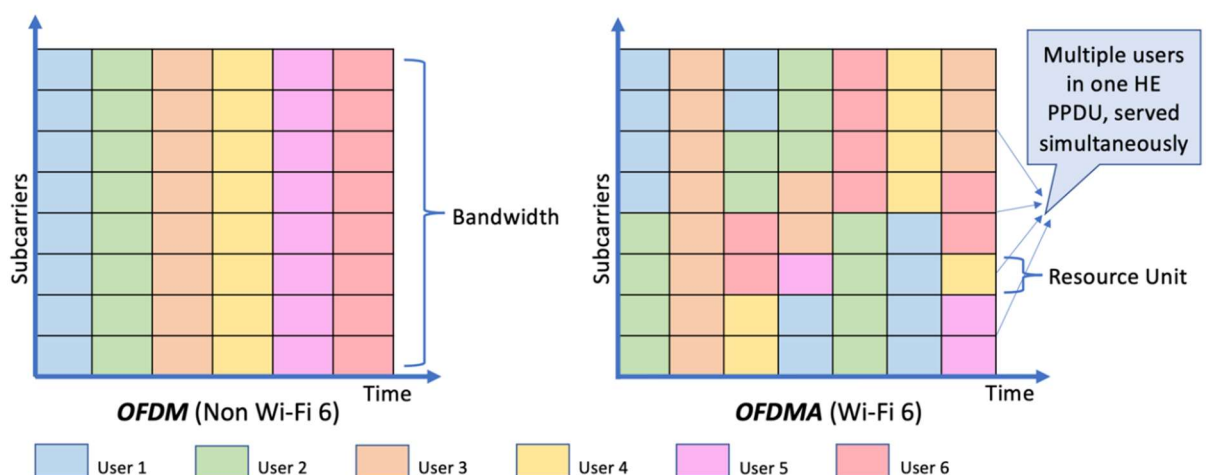 Subcarriers
Bandwidth
Time
OFDM (Non Wi-Fi 6)
Subcarriers
Multiple users
in one HE
PPDU, served
simultaneously
Resource Unit
Time
OFDMA (Wi-Fi 6)
User 1
User 2
User 3
User 4
User 5
User 6